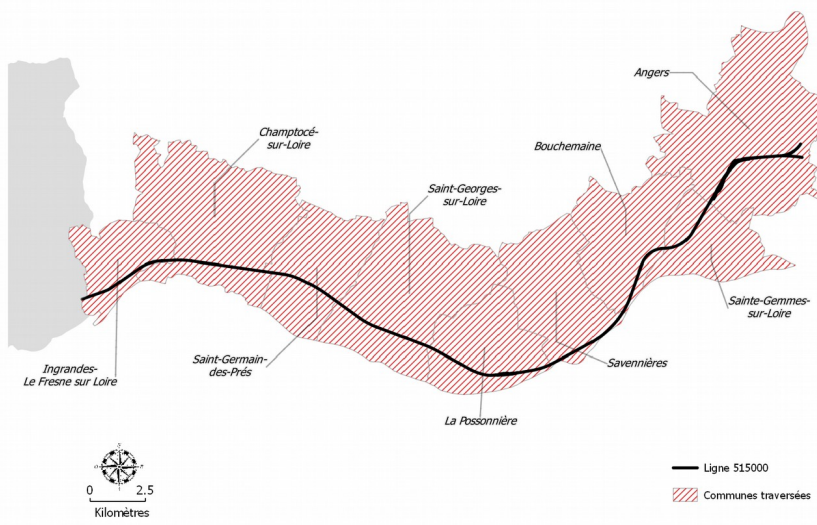 Angers
Champtocé-
sur-Loire
Bouchemaine
Saint-Georges-
sur-Loire
Sainte-Gemmes-
sur-Loire
Ingrandes-
Le Fresne sur Loire
Saint-Germain-
des-Prés
Savennières
La Possonnière
0 2.5
Kilomètres
Ligne 515000
Communes traversées